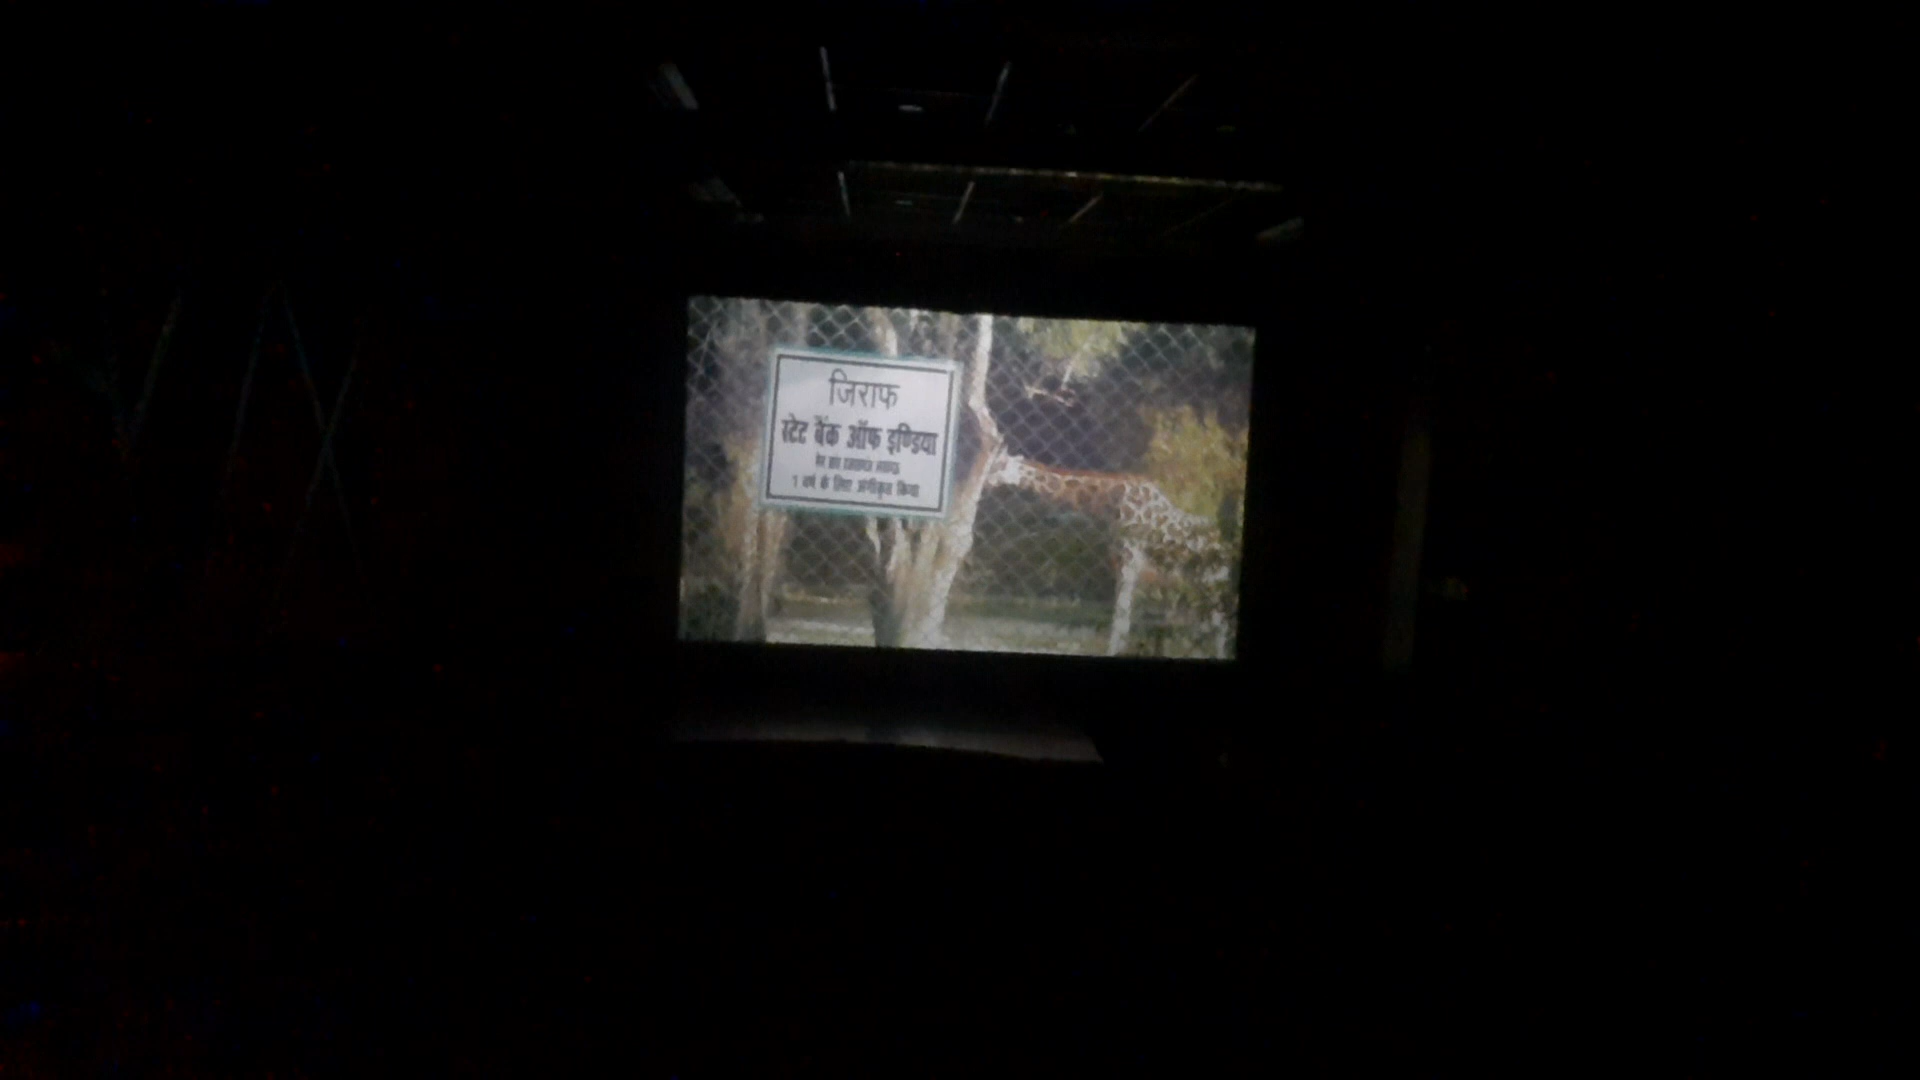 जिराफ
स्टेट बैंक ऑफ इण्डिया
1 वर्ष के लिए अंगीकृत किया